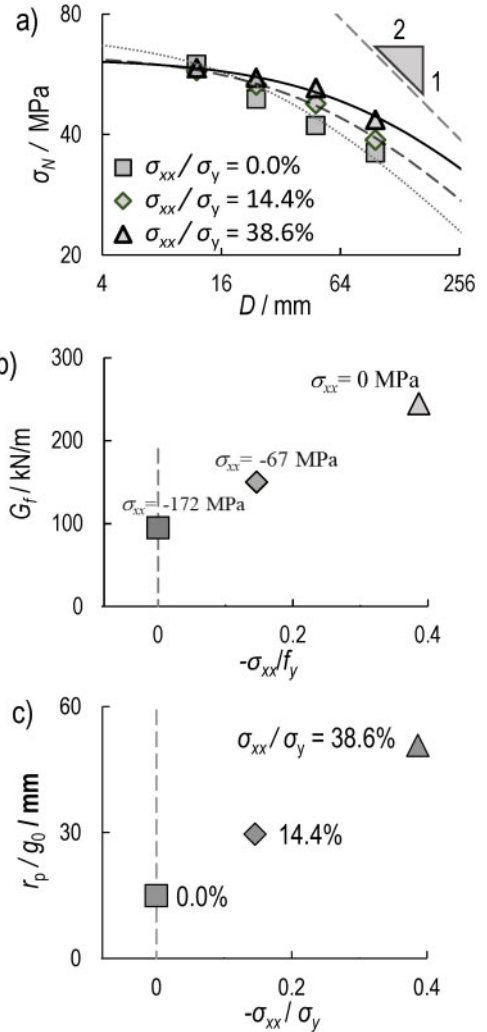 a)
80
40
20
σN / MPa
2
1
σxx / σy = 0.0%
σxx / σy = 14.4%
σxx / σy = 38.6%
4 16 64 256
D / mm
b)
300
200
100
0
Gf / kN/m
σxx= 0 MPa
σxx= -67 MPa
σxx= -172 MPa
0 0.2 0.4
-σxx/fy
c)
60
30
0
rp / g0 / mm
σxx / σy = 38.6%
14.4%
0.0%
0 0.2 0.4
-σxx / σy